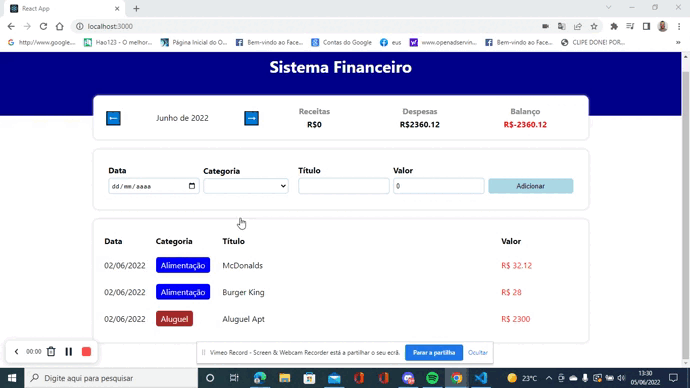 React App
localhost:3000
http://www.google....
Hao123 - O melhor...
Página Inicial do O...
Bem-vindo ao Face...
Contas do Google
eus
www.openadservin...
Bem-vindo ao Face...
CLIPE DONE! POR...
Sistema Financeiro
Receitas Despesas Balanço
Junho de 2022
R$0 R$2360.12 R$-2360.12
Data Categoria Título Valor
dd/mm/aaaa 0 Adicionar
Data Categoria Título Valor
02/06/2022 Alimentação McDonalds R$ 32.12
02/06/2022 Alimentação Burger King R$ 28
02/06/2022 Aluguel Aluguel Apt R$ 2300
00:00
Vimeo Record - Screen & Webcam Recorder está a partilhar o seu ecrã.
Parar a partilha
Ocultar
Digite aqui para pesquisar
23°C
13:30
05/06/2022